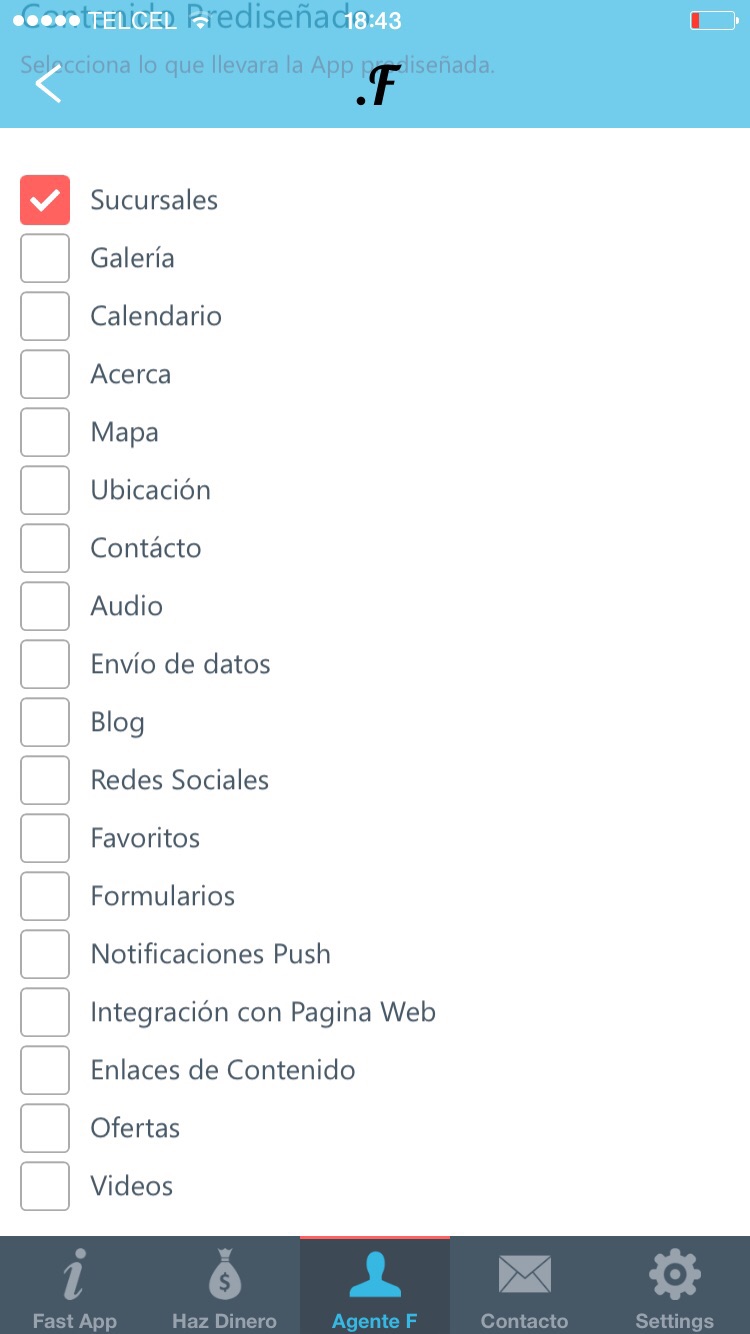 Contenido Prediseñado
TELCEL 18:43
Selecciona lo que llevara la App prediseñada.
.F
Sucursales
Galería
Calendario
Acerca
Mapa
Ubicación
Contácto
Audio
Envío de datos
Blog
Redes Sociales
Favoritos
Formularios
Notificaciones Push
Integración con Pagina Web
Enlaces de Contenido
Ofertas
Videos
Fast App Haz Dinero Agente F Contacto Settings